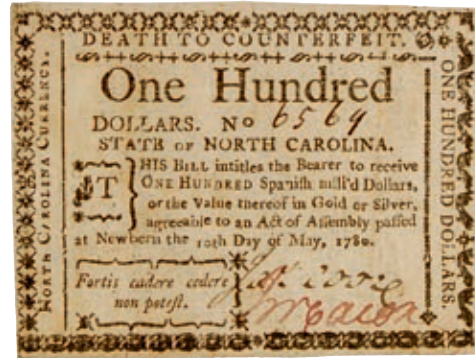 DEATH TO COUNTERFEIT.
One Hundred
DOLLARS. No 6569
STATE OF NORTH CAROLINA.
THIS BILL intitles the Bearer to receive
ONE HUNDRED Spanish mill'd Dollars,
or the Value thereof in Gold or Silver,
agreeable to an Act of Assembly passed
at Newbern the 10th Day of May, 1780.
Fortis cadere cedere
non potest.
NORTH CAROLINA CURRENCY.
ONE HUNDRED DOLLARS.